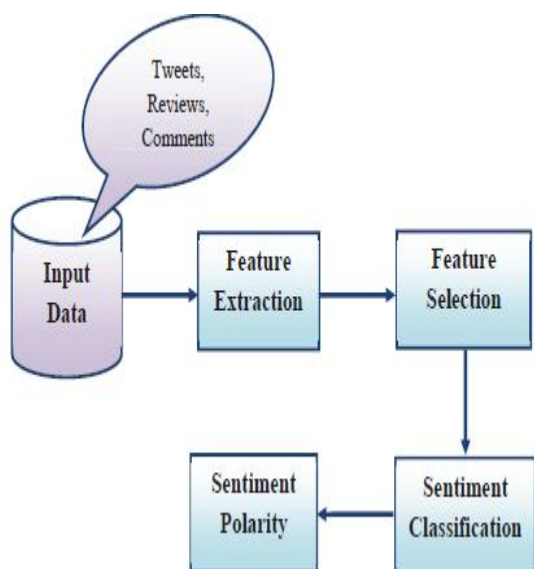 Tweets,
Reviews,
Comments
Input
Data
Feature
Extraction
Feature
Selection
Sentiment
Classification
Sentiment
Polarity